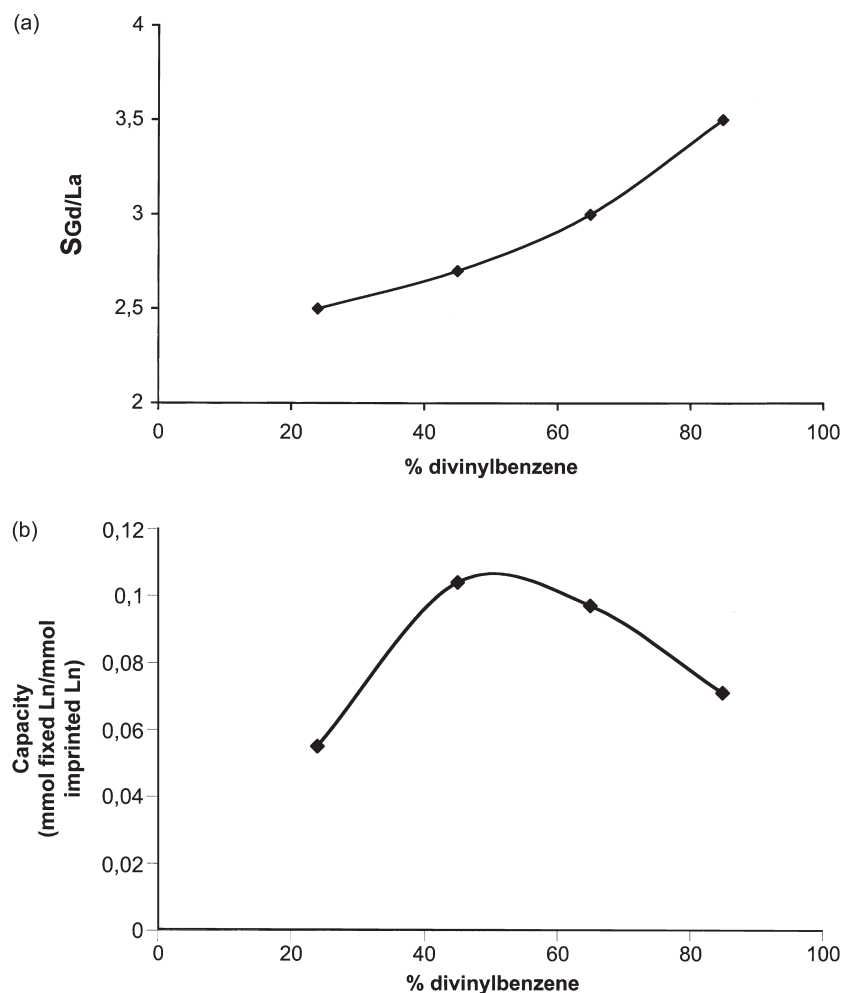 (a)
4
3,5
3
2,5
2
SGd/La
0 20 40 60 80 100
% divinylbenzene
(b)
0,12
0,1
0,08
0,06
0,04
0,02
0
Capacity
(mmol fixed Ln/mmol
imprinted Ln)
0 20 40 60 80 100
% divinylbenzene